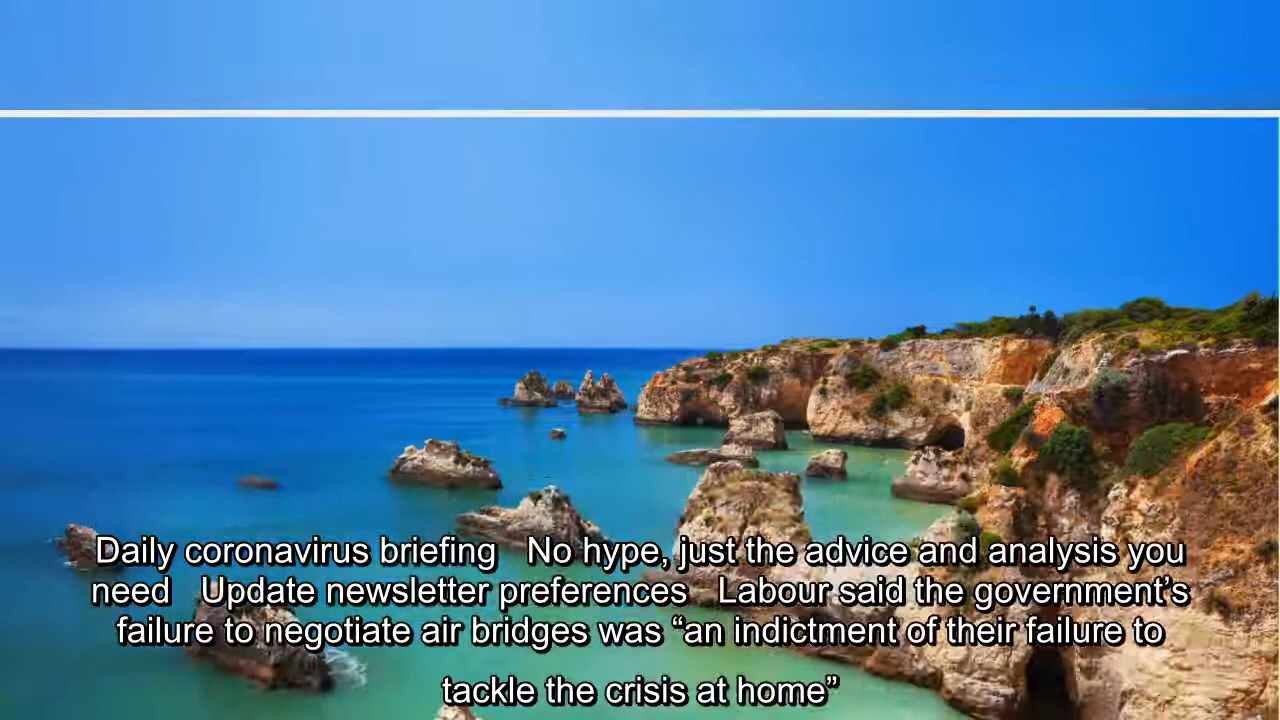 Daily coronavirus briefing No hype, just the advice and analysis you
need Update newsletter preferences Labour said the government’s
failure to negotiate air bridges was “an indictment of their failure to
tackle the crisis at home”